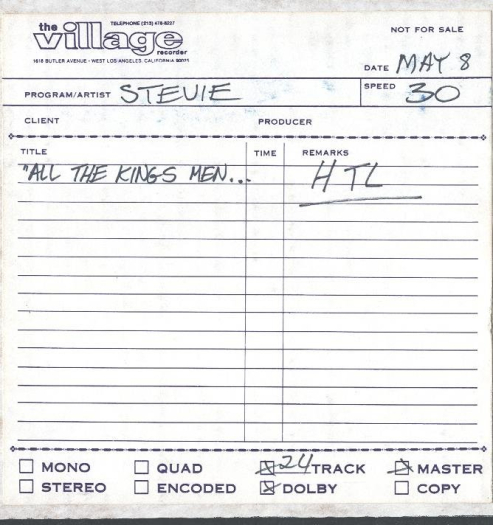 the village recorder
TELEPHONE (213) 478-8227
1616 BUTLER AVENUE · WEST LOS ANGELES, CALIFORNIA 90025
NOT FOR SALE
DATE MAY 8
PROGRAM/ARTIST STEVIE
SPEED 30
CLIENT
PRODUCER
TITLE TIME REMARKS
"ALL THE KINGS MEN... HTL
MONO QUAD 24 TRACK MASTER
STEREO ENCODED DOLBY COPY